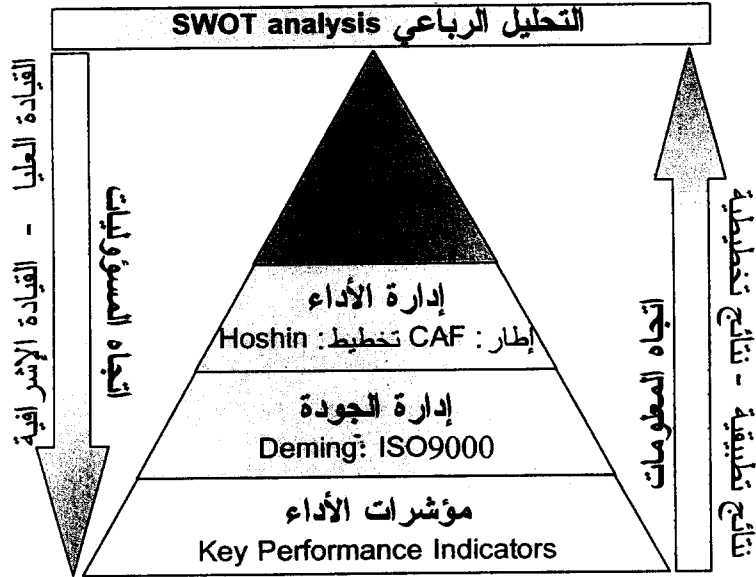 التحليل الرباعي SWOT analysis
القيادة العليا - القيادة الإشرافية
اتجاه المسؤوليات
إدارة الأداء
إطار: CAF تخطيط: Hoshin
إدارة الجودة
Deming: ISO9000
مؤشرات الأداء
Key Performance Indicators
اتجاه المعلومات
نتائج تطبيقية - نتائج تخطيطية